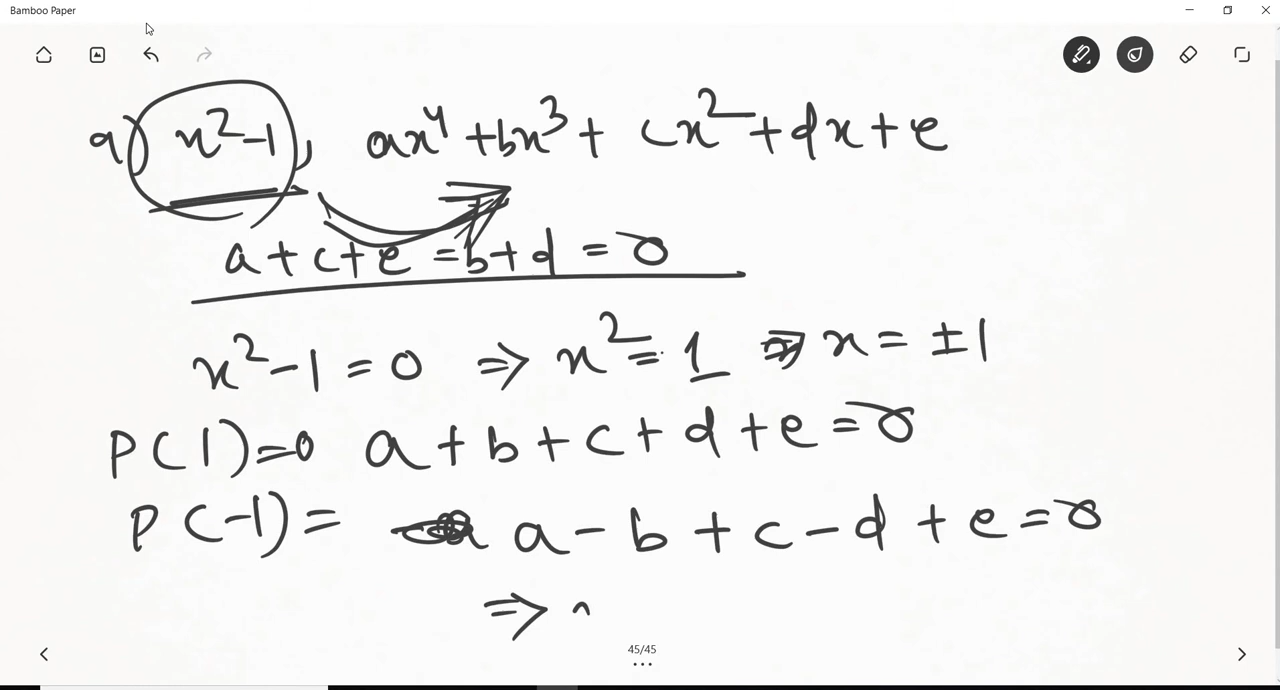 Bamboo Paper
a) x²-1, ax⁴+bx³+ cx²+dx+e
a+c+e =b+d = 0
x²-1=0 ⇒ x²= 1 ⇒ x= ±1
P(1)=0 a+b+c+d+e=0
P(-1)= a-b+c-d+e=0
⇒
45/45